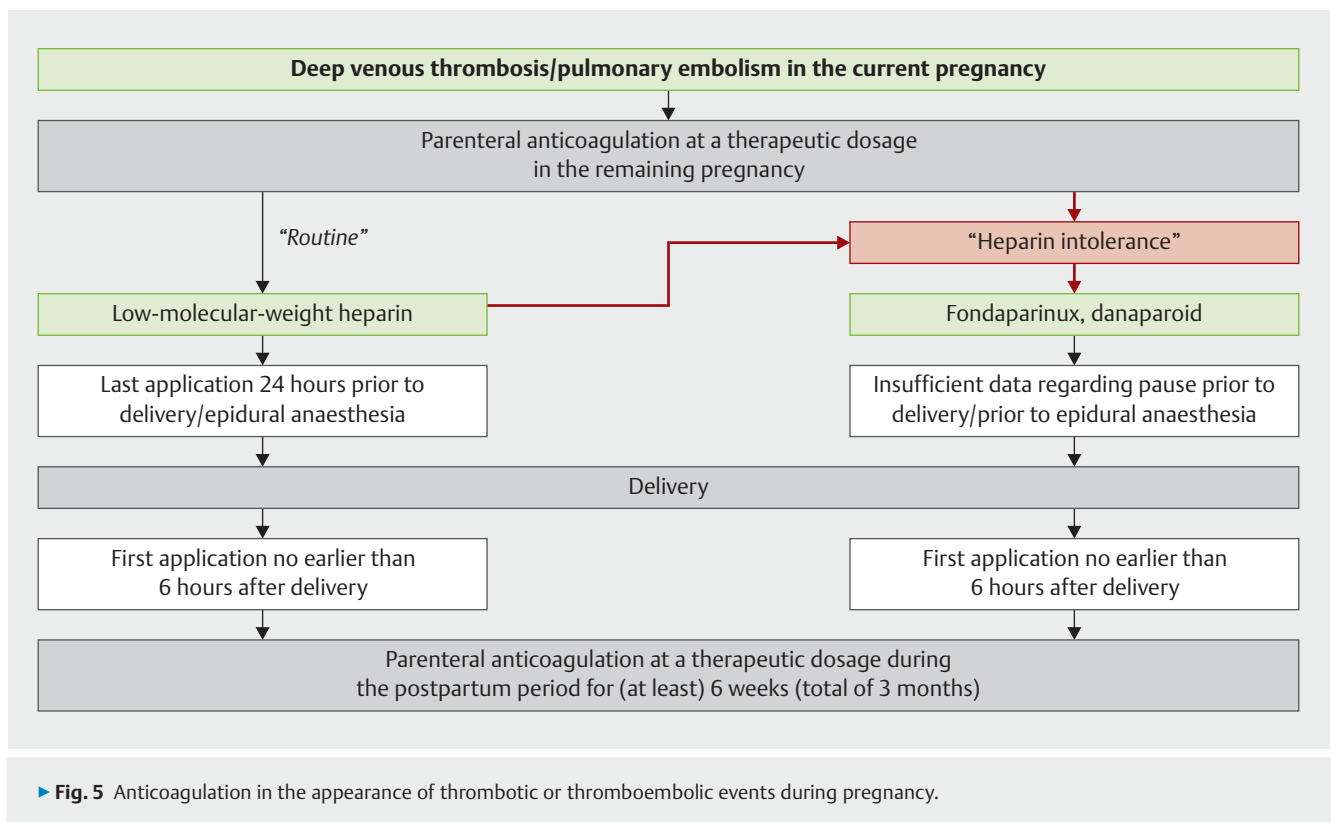 Deep venous thrombosis/pulmonary embolism in the current pregnancy
Parenteral anticoagulation at a therapeutic dosage
in the remaining pregnancy
“Routine”
“Heparin intolerance”
Low-molecular-weight heparin
Fondaparinux, danaparoid
Last application 24 hours prior to
delivery/epidural anaesthesia
Insufficient data regarding pause prior to
delivery/prior to epidural anaesthesia
Delivery
First application no earlier than
6 hours after delivery
First application no earlier than
6 hours after delivery
Parenteral anticoagulation at a therapeutic dosage during
the postpartum period for (at least) 6 weeks (total of 3 months)
▶ Fig. 5 Anticoagulation in the appearance of thrombotic or thromboembolic events during pregnancy.